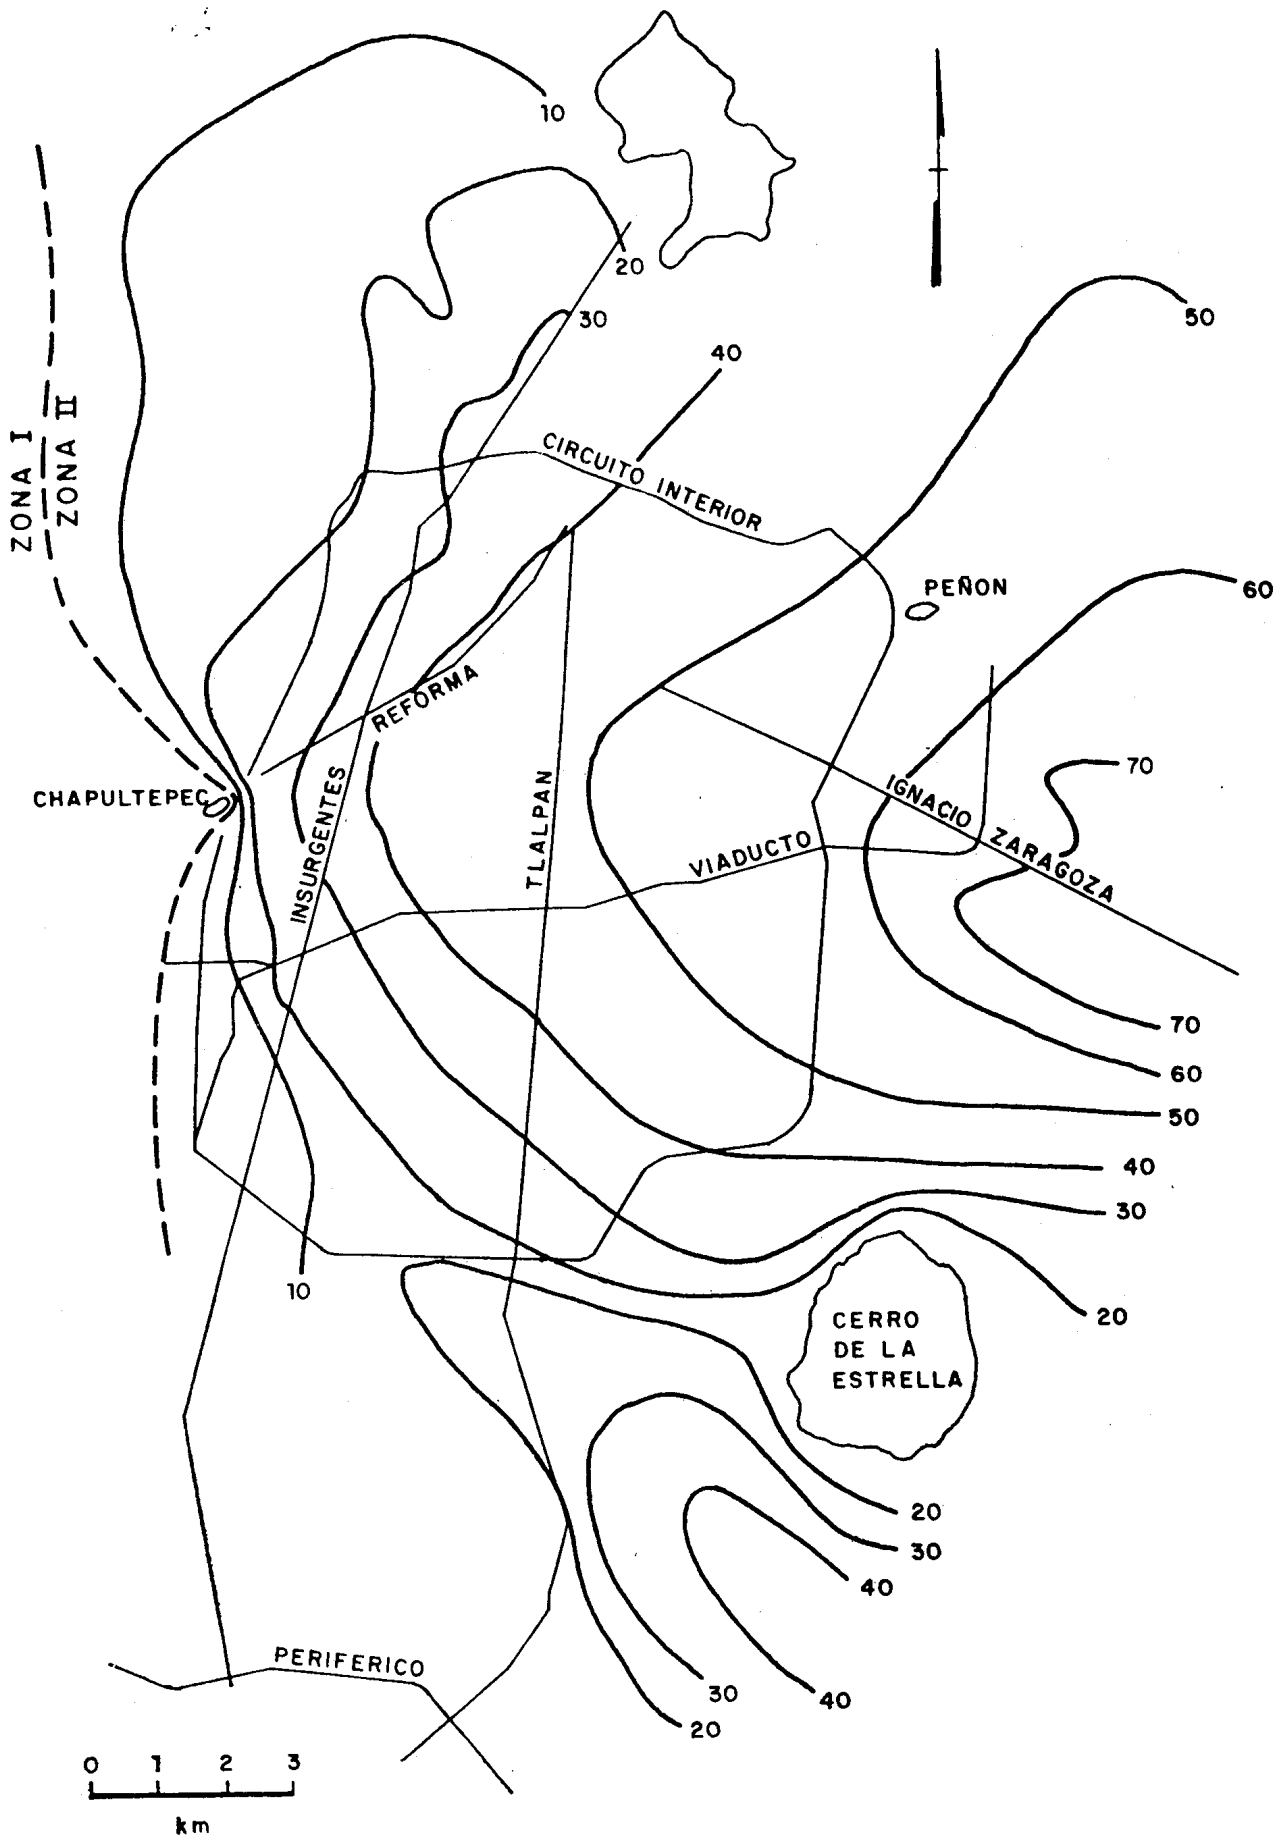 10
20
30
40
50
CIRCUITO INTERIOR
ZONA I
ZONA II
PEÑON
60
REFORMA
70
CHAPULTEPEC
INSURGENTES
TLALPAN
VIADUCTO
IGNACIO ZARAGOZA
70
60
50
40
30
10
20
CERRO
DE LA
ESTRELLA
20
30
40
PERIFERICO
30
40
20
0 1 2 3
km